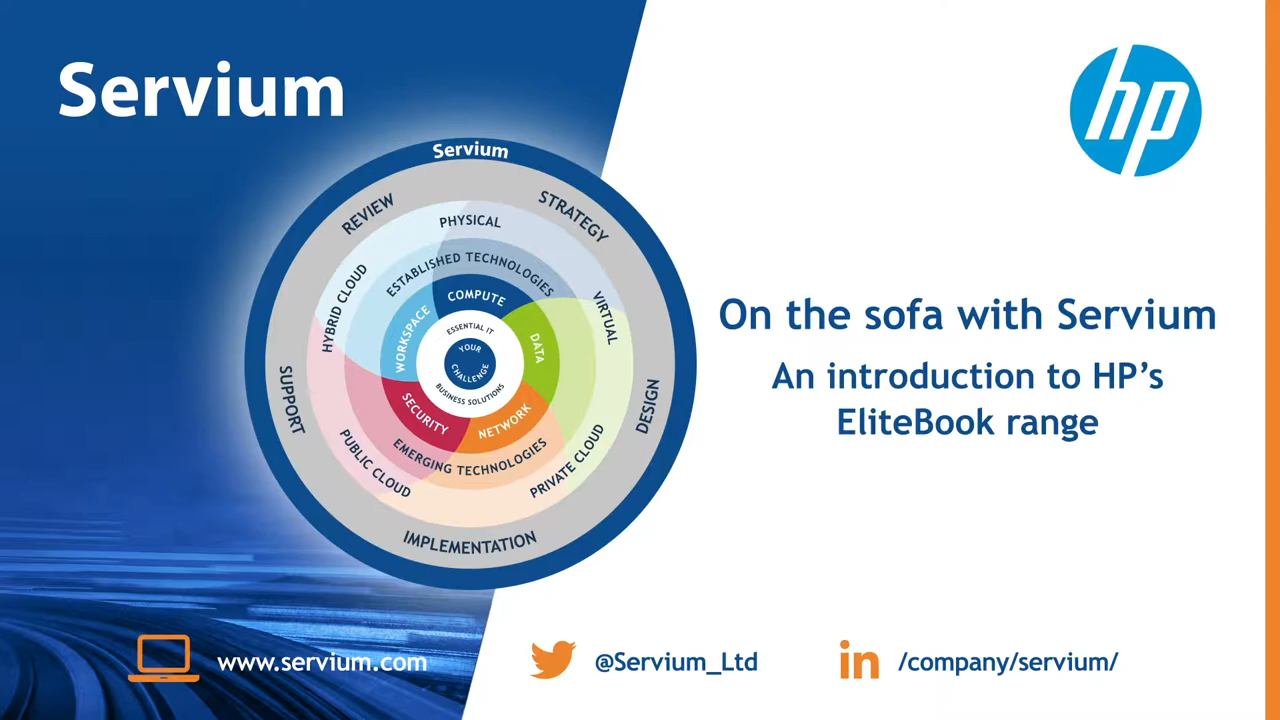 Servium
hp
Servium
REVIEW
STRATEGY
PHYSICAL
ESTABLISHED TECHNOLOGIES
HYBRID CLOUD
VIRTUAL
COMPUTE
WORKSPACE
DATA
ESSENTIAL IT
YOUR
CHALLENGE
BUSINESS SOLUTIONS
SECURITY
NETWORK
SUPPORT
DESIGN
EMERGING TECHNOLOGIES
PUBLIC CLOUD
PRIVATE CLOUD
IMPLEMENTATION
On the sofa with Servium
An introduction to HP's
EliteBook range
www.servium.com
@Servium_Ltd
in
/company/servium/